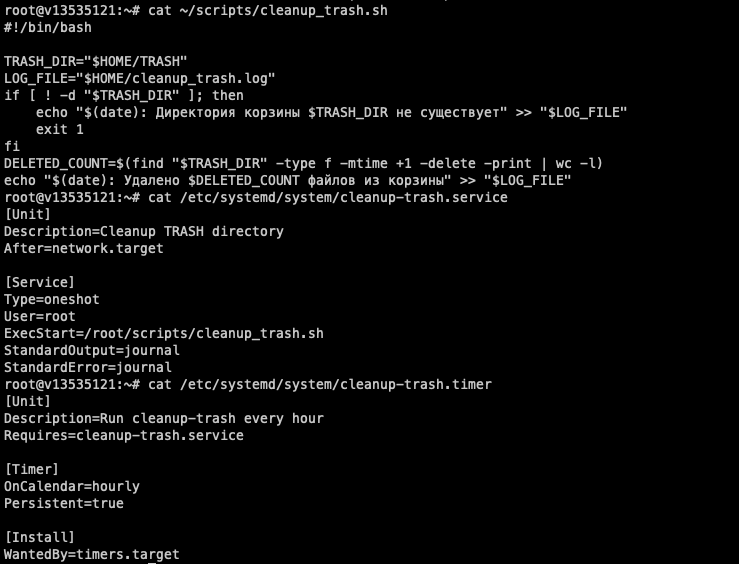 root@v13535121:~# cat ~/scripts/cleanup_trash.sh
#!/bin/bash

TRASH_DIR="$HOME/TRASH"
LOG_FILE="$HOME/cleanup_trash.log"
if [ ! -d "$TRASH_DIR" ]; then
    echo "$(date): Директория корзины $TRASH_DIR не существует" >> "$LOG_FILE"
    exit 1
fi
DELETED_COUNT=$(find "$TRASH_DIR" -type f -mtime +1 -delete -print | wc -l)
echo "$(date): Удалено $DELETED_COUNT файлов из корзины" >> "$LOG_FILE"
root@v13535121:~# cat /etc/systemd/system/cleanup-trash.service
[Unit]
Description=Cleanup TRASH directory
After=network.target

[Service]
Type=oneshot
User=root
ExecStart=/root/scripts/cleanup_trash.sh
StandardOutput=journal
StandardError=journal
root@v13535121:~# cat /etc/systemd/system/cleanup-trash.timer
[Unit]
Description=Run cleanup-trash every hour
Requires=cleanup-trash.service

[Timer]
OnCalendar=hourly
Persistent=true

[Install]
WantedBy=timers.target